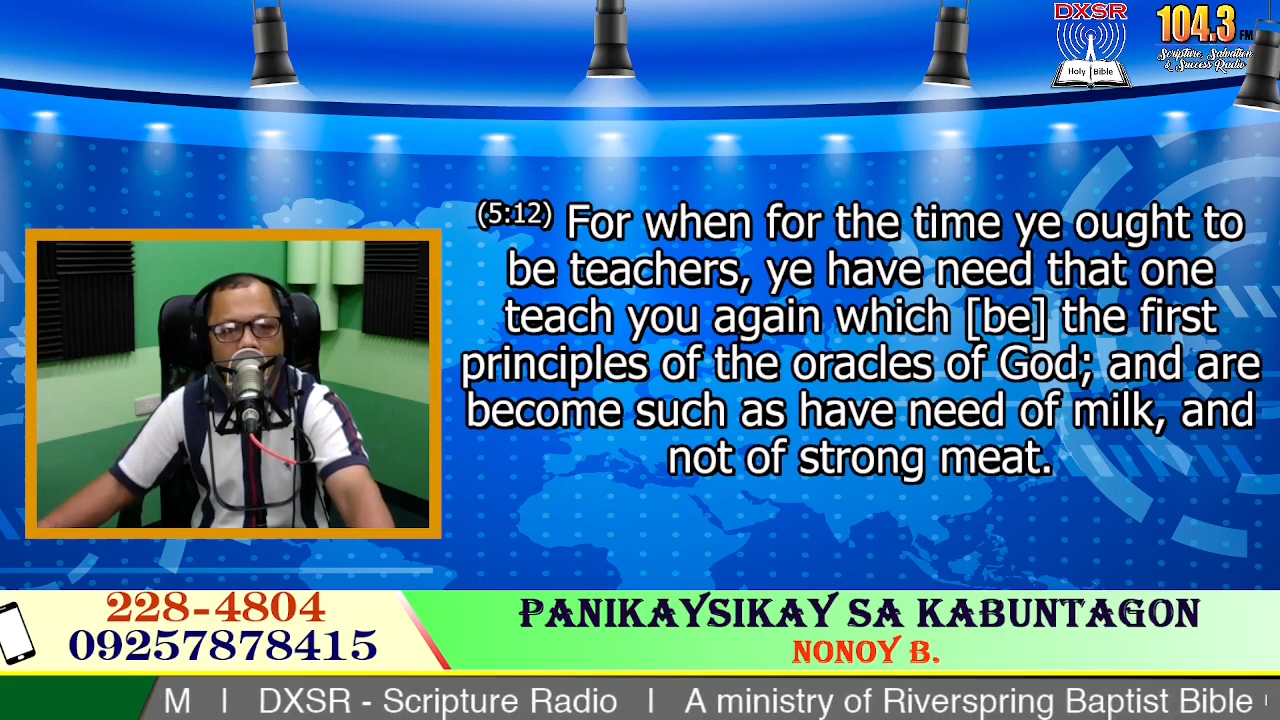 DXSR
Holy Bible
104.3 FM
Scripture, Salvation
& Success Radio
(5:12) For when for the time ye ought to
be teachers, ye have need that one
teach you again which [be] the first
principles of the oracles of God; and are
become such as have need of milk, and
not of strong meat.
228-4804
09257878415
PANIKAYSIKAY SA KABUNTAGON
NONOY B.
M I DXSR - Scripture Radio I A ministry of Riverspring Baptist Bible